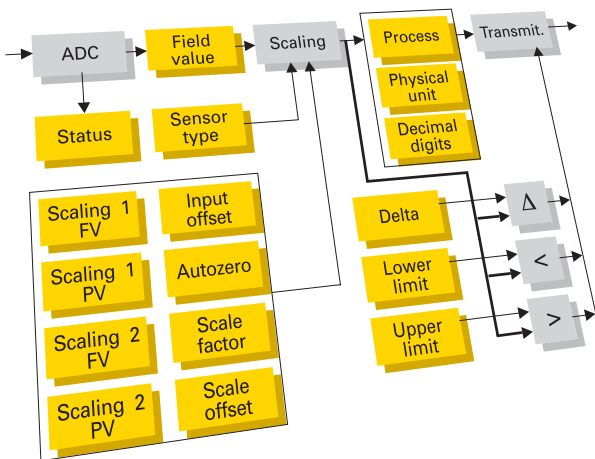 ADC
Field
value
Scaling
Process
Transmit.
Physical
unit
Decimal
digits
Status
Sensor
type
Scaling 1
FV
Input
offset
Scaling 1
PV
Autozero
Scaling 2
FV
Scale
factor
Scaling 2
PV
Scale
offset
Delta
Δ
Lower
limit
<
Upper
limit
>